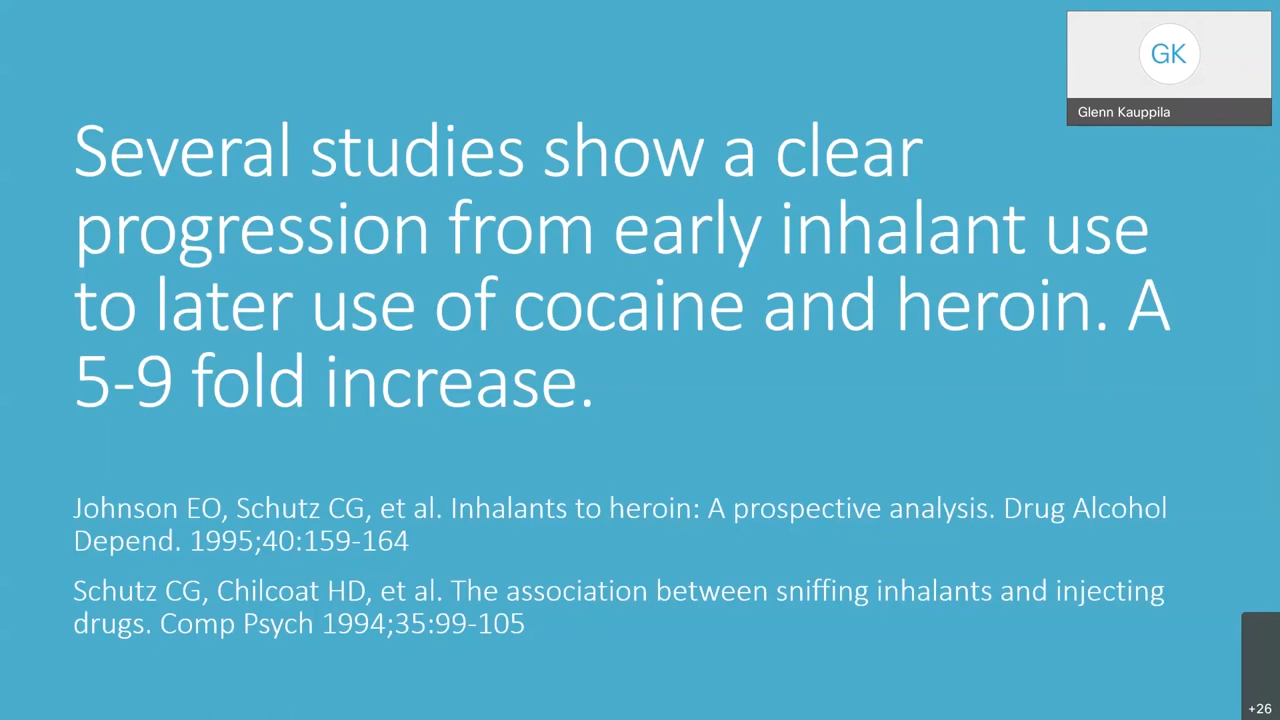 GK
Glenn Kauppila
Several studies show a clear
progression from early inhalant use
to later use of cocaine and heroin. A
5-9 fold increase.
Johnson EO, Schutz CG, et al. Inhalants to heroin: A prospective analysis. Drug Alcohol
Depend. 1995;40:159-164
Schutz CG, Chilcoat HD, et al. The association between sniffing inhalants and injecting
drugs. Comp Psych 1994;35:99-105
+26